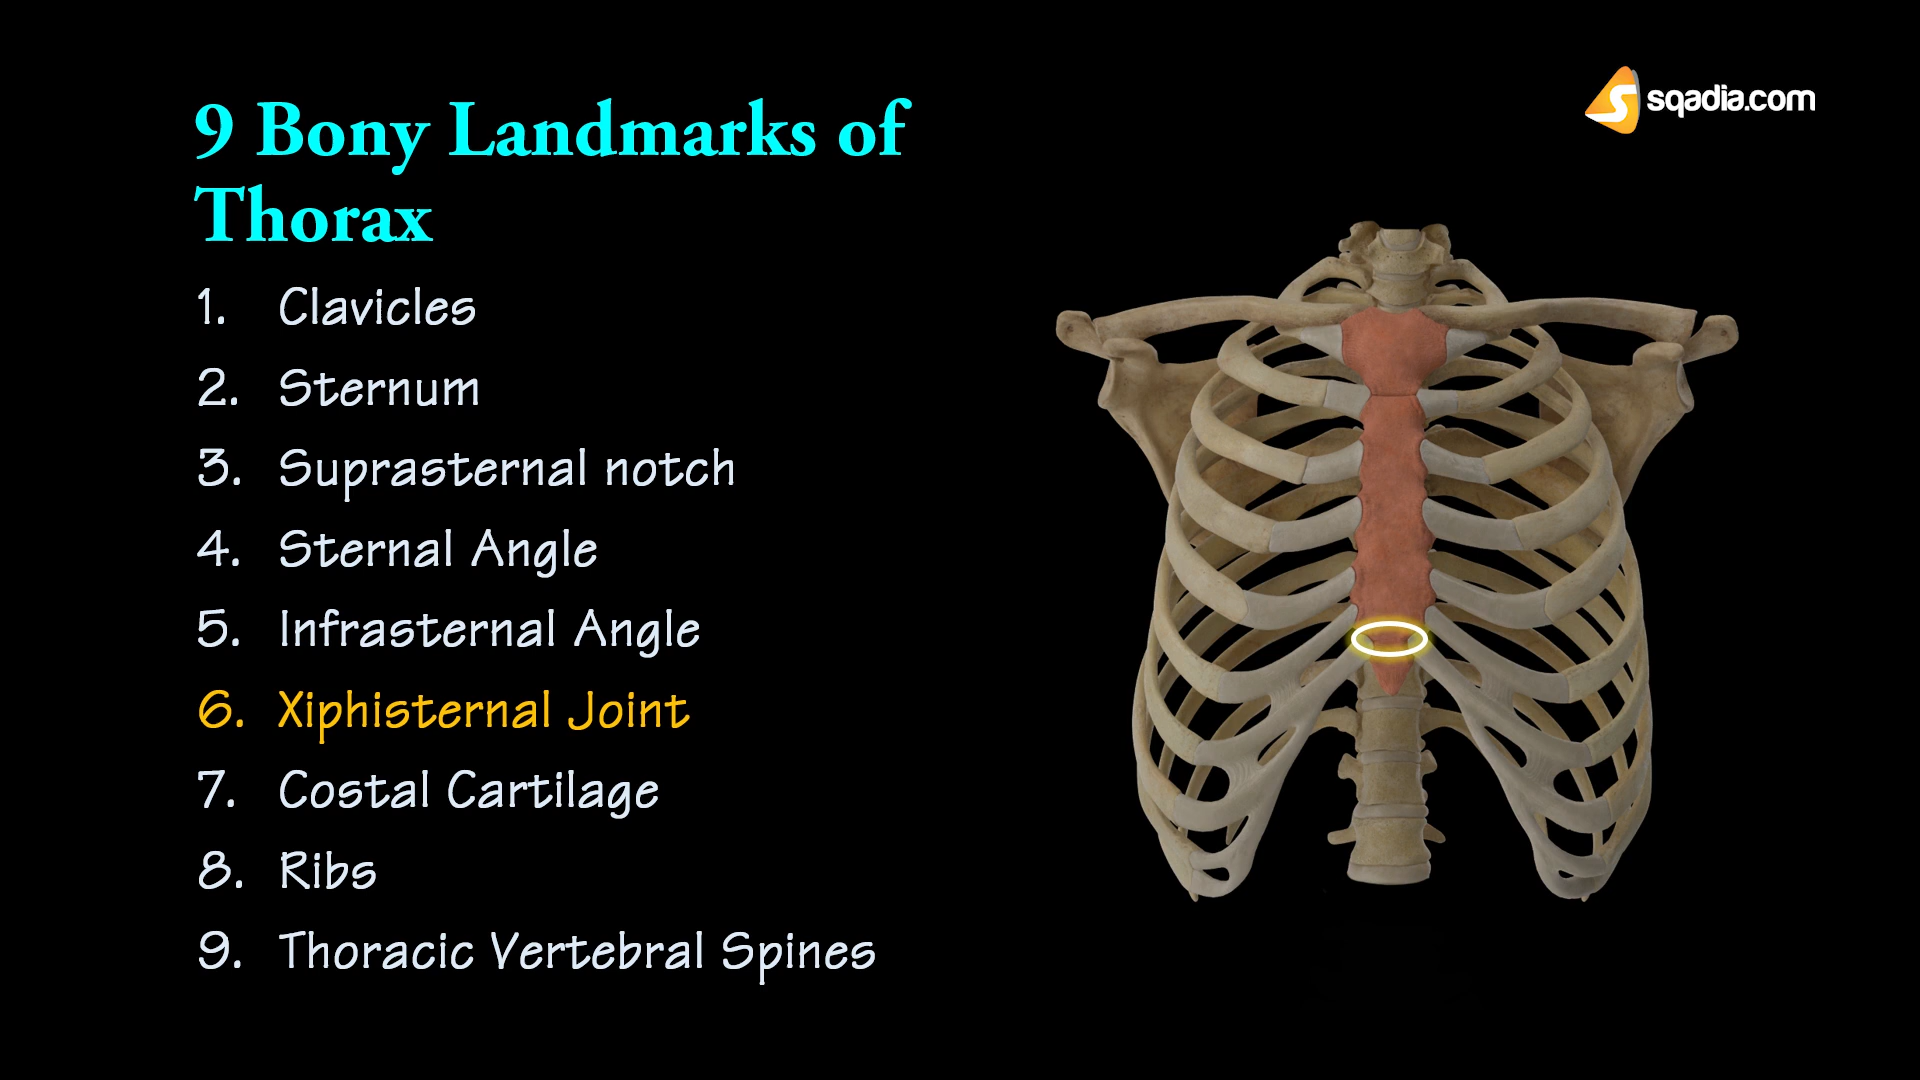 sqadia.com
9 Bony Landmarks of
Thorax
1. Clavicles
2. Sternum
3. Suprasternal notch
4. Sternal Angle
5. Infrasternal Angle
6. Xiphisternal Joint
7. Costal Cartilage
8. Ribs
9. Thoracic Vertebral Spines